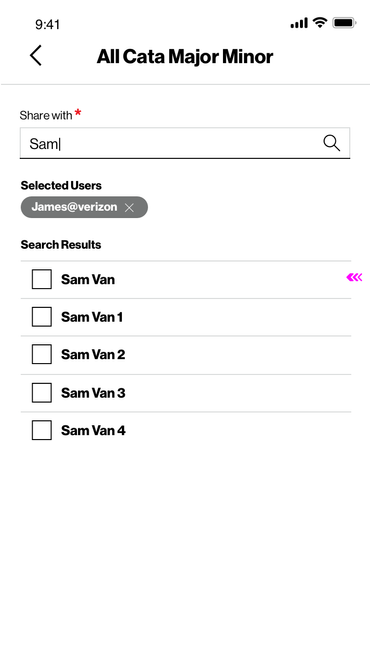 9:41
All Cata Major Minor
Share with *
Sam
Selected Users
James@verizon
Search Results
Sam Van
Sam Van 1
Sam Van 2
Sam Van 3
Sam Van 4